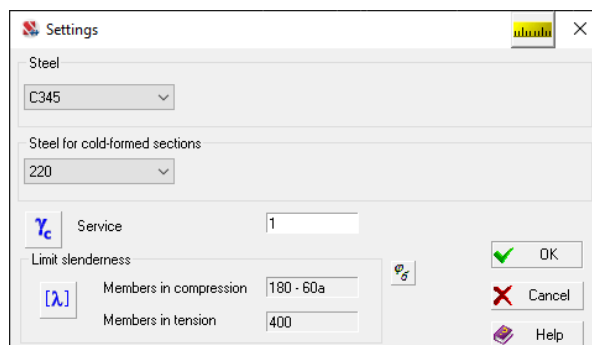 Settings
Steel
C345
Steel for cold-formed sections
220
γc
Service
1
Limit slenderness
[λ]
Members in compression
180 - 60a
Members in tension
400
OK
Cancel
Help